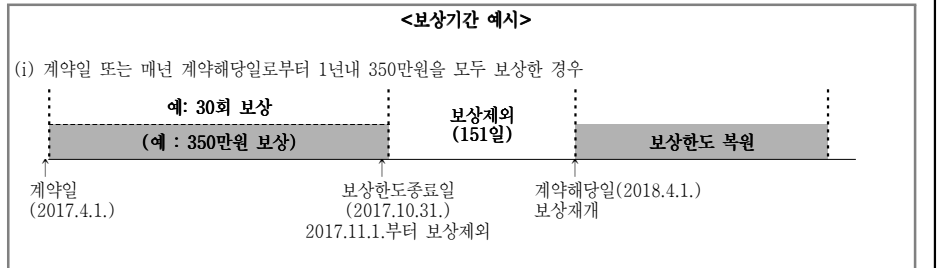 <보상기간 예시>
(i) 계약일 또는 매년 계약해당일로부터 1년내 350만원을 모두 보상한 경우
예: 30회 보상
(예 : 350만원 보상)
보상제외
(151일)
보상한도 복원
계약일
(2017.4.1.)
보상한도종료일
(2017.10.31.)
2017.11.1.부터 보상제외
계약해당일(2018.4.1.)
보상재개